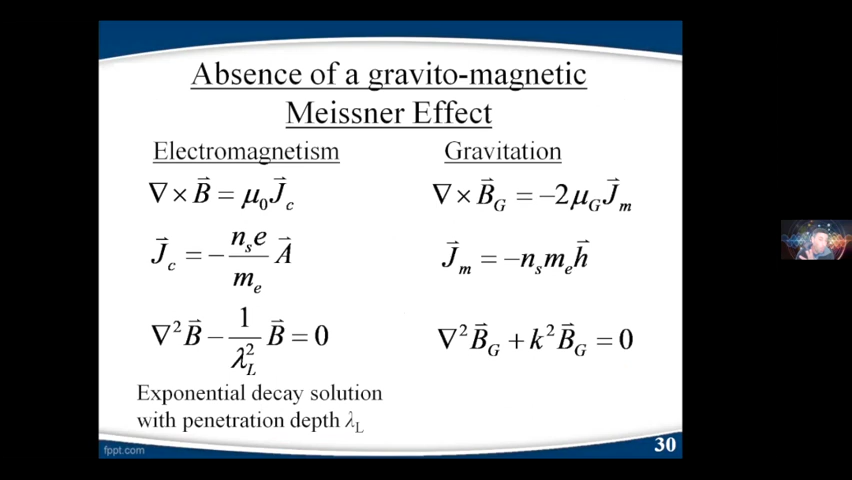 Absence of a gravito-magnetic
Meissner Effect
Electromagnetism
∇ × B⃗ = μ₀J⃗_c
J⃗_c = −(n_s e / m_e) A⃗
∇²B⃗ − (1/λ_L²) B⃗ = 0
Exponential decay solution
with penetration depth λ_L
Gravitation
∇ × B⃗_G = −2μ_G J⃗_m
J⃗_m = −n_s m_e h⃗
∇²B⃗_G + k²B⃗_G = 0
fppt.com
30